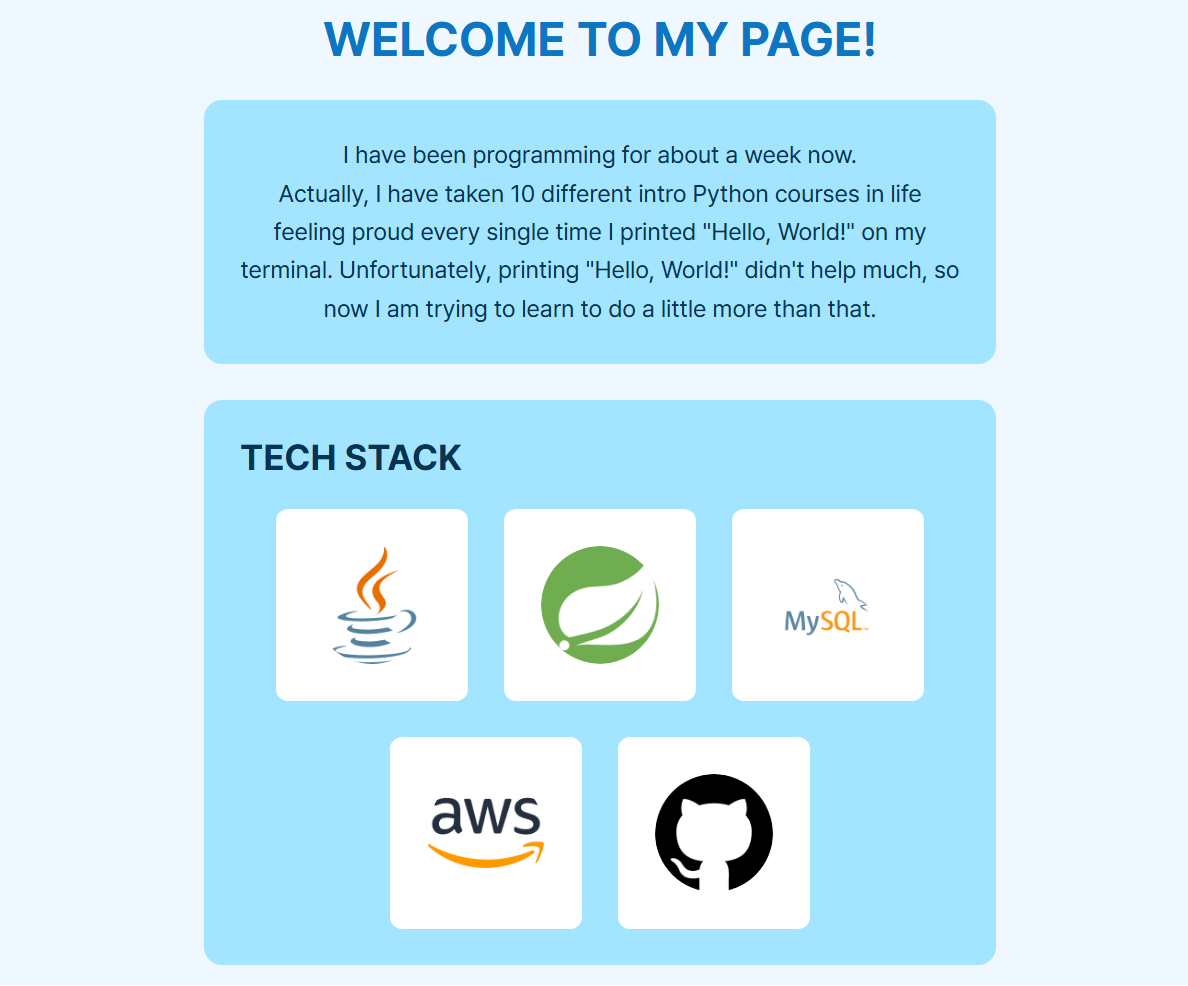 WELCOME TO MY PAGE!
I have been programming for about a week now.
Actually, I have taken 10 different intro Python courses in life
feeling proud every single time I printed "Hello, World!" on my
terminal. Unfortunately, printing "Hello, World!" didn't help much, so
now I am trying to learn to do a little more than that.
TECH STACK
MySQL™
aws